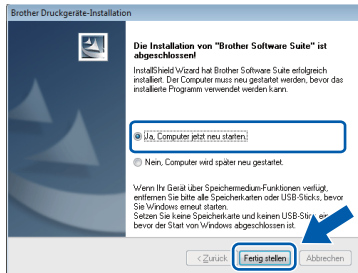 Brother Druckgeräte-Installation
Die Installation von "Brother Software Suite" ist
abgeschlossen!
InstallShield Wizard hat Brother Software Suite erfolgreich
installiert. Der Computer muss neu gestartet werden, bevor das
installierte Programm verwendet werden kann.
Ja, Computer jetzt neu starten.
Nein, Computer wird später neu gestartet.
Wenn Ihr Gerät über Speichermedium-Funktionen verfügt,
entfernen Sie bitte alle Speicherkarten oder USB-Sticks, bevor
Sie Windows erneut starten.
Setzen Sie keine Speicherkarte und keinen USB-Stick ein,
bevor der Start von Windows abgeschlossen ist.
< Zurück
Fertig stellen
Abbrechen